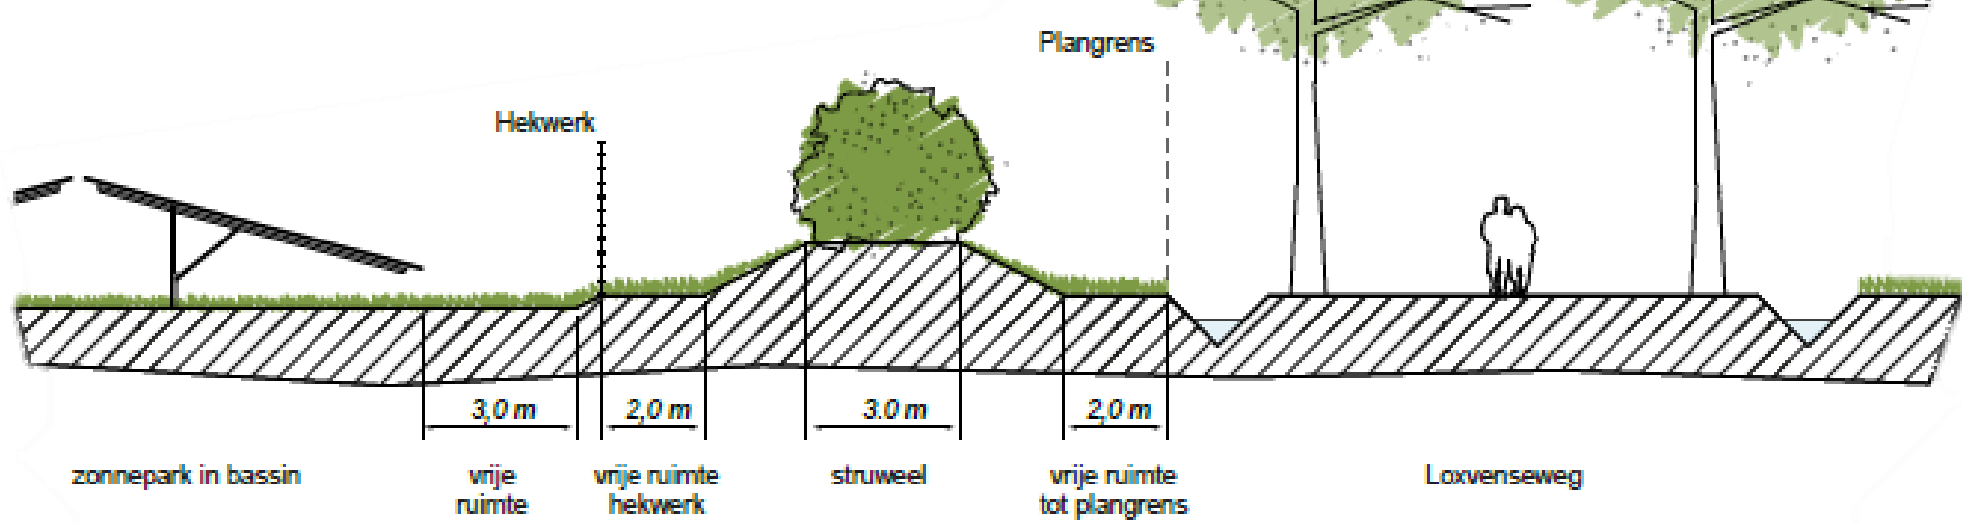 Plangrens
Hekwerk
3,0 m
2,0 m
3.0 m
2,0 m
zonnepark in bassin
vrije
ruimte
vrije ruimte
hekwerk
struweel
vrije ruimte
tot plangrens
Loxvenseweg